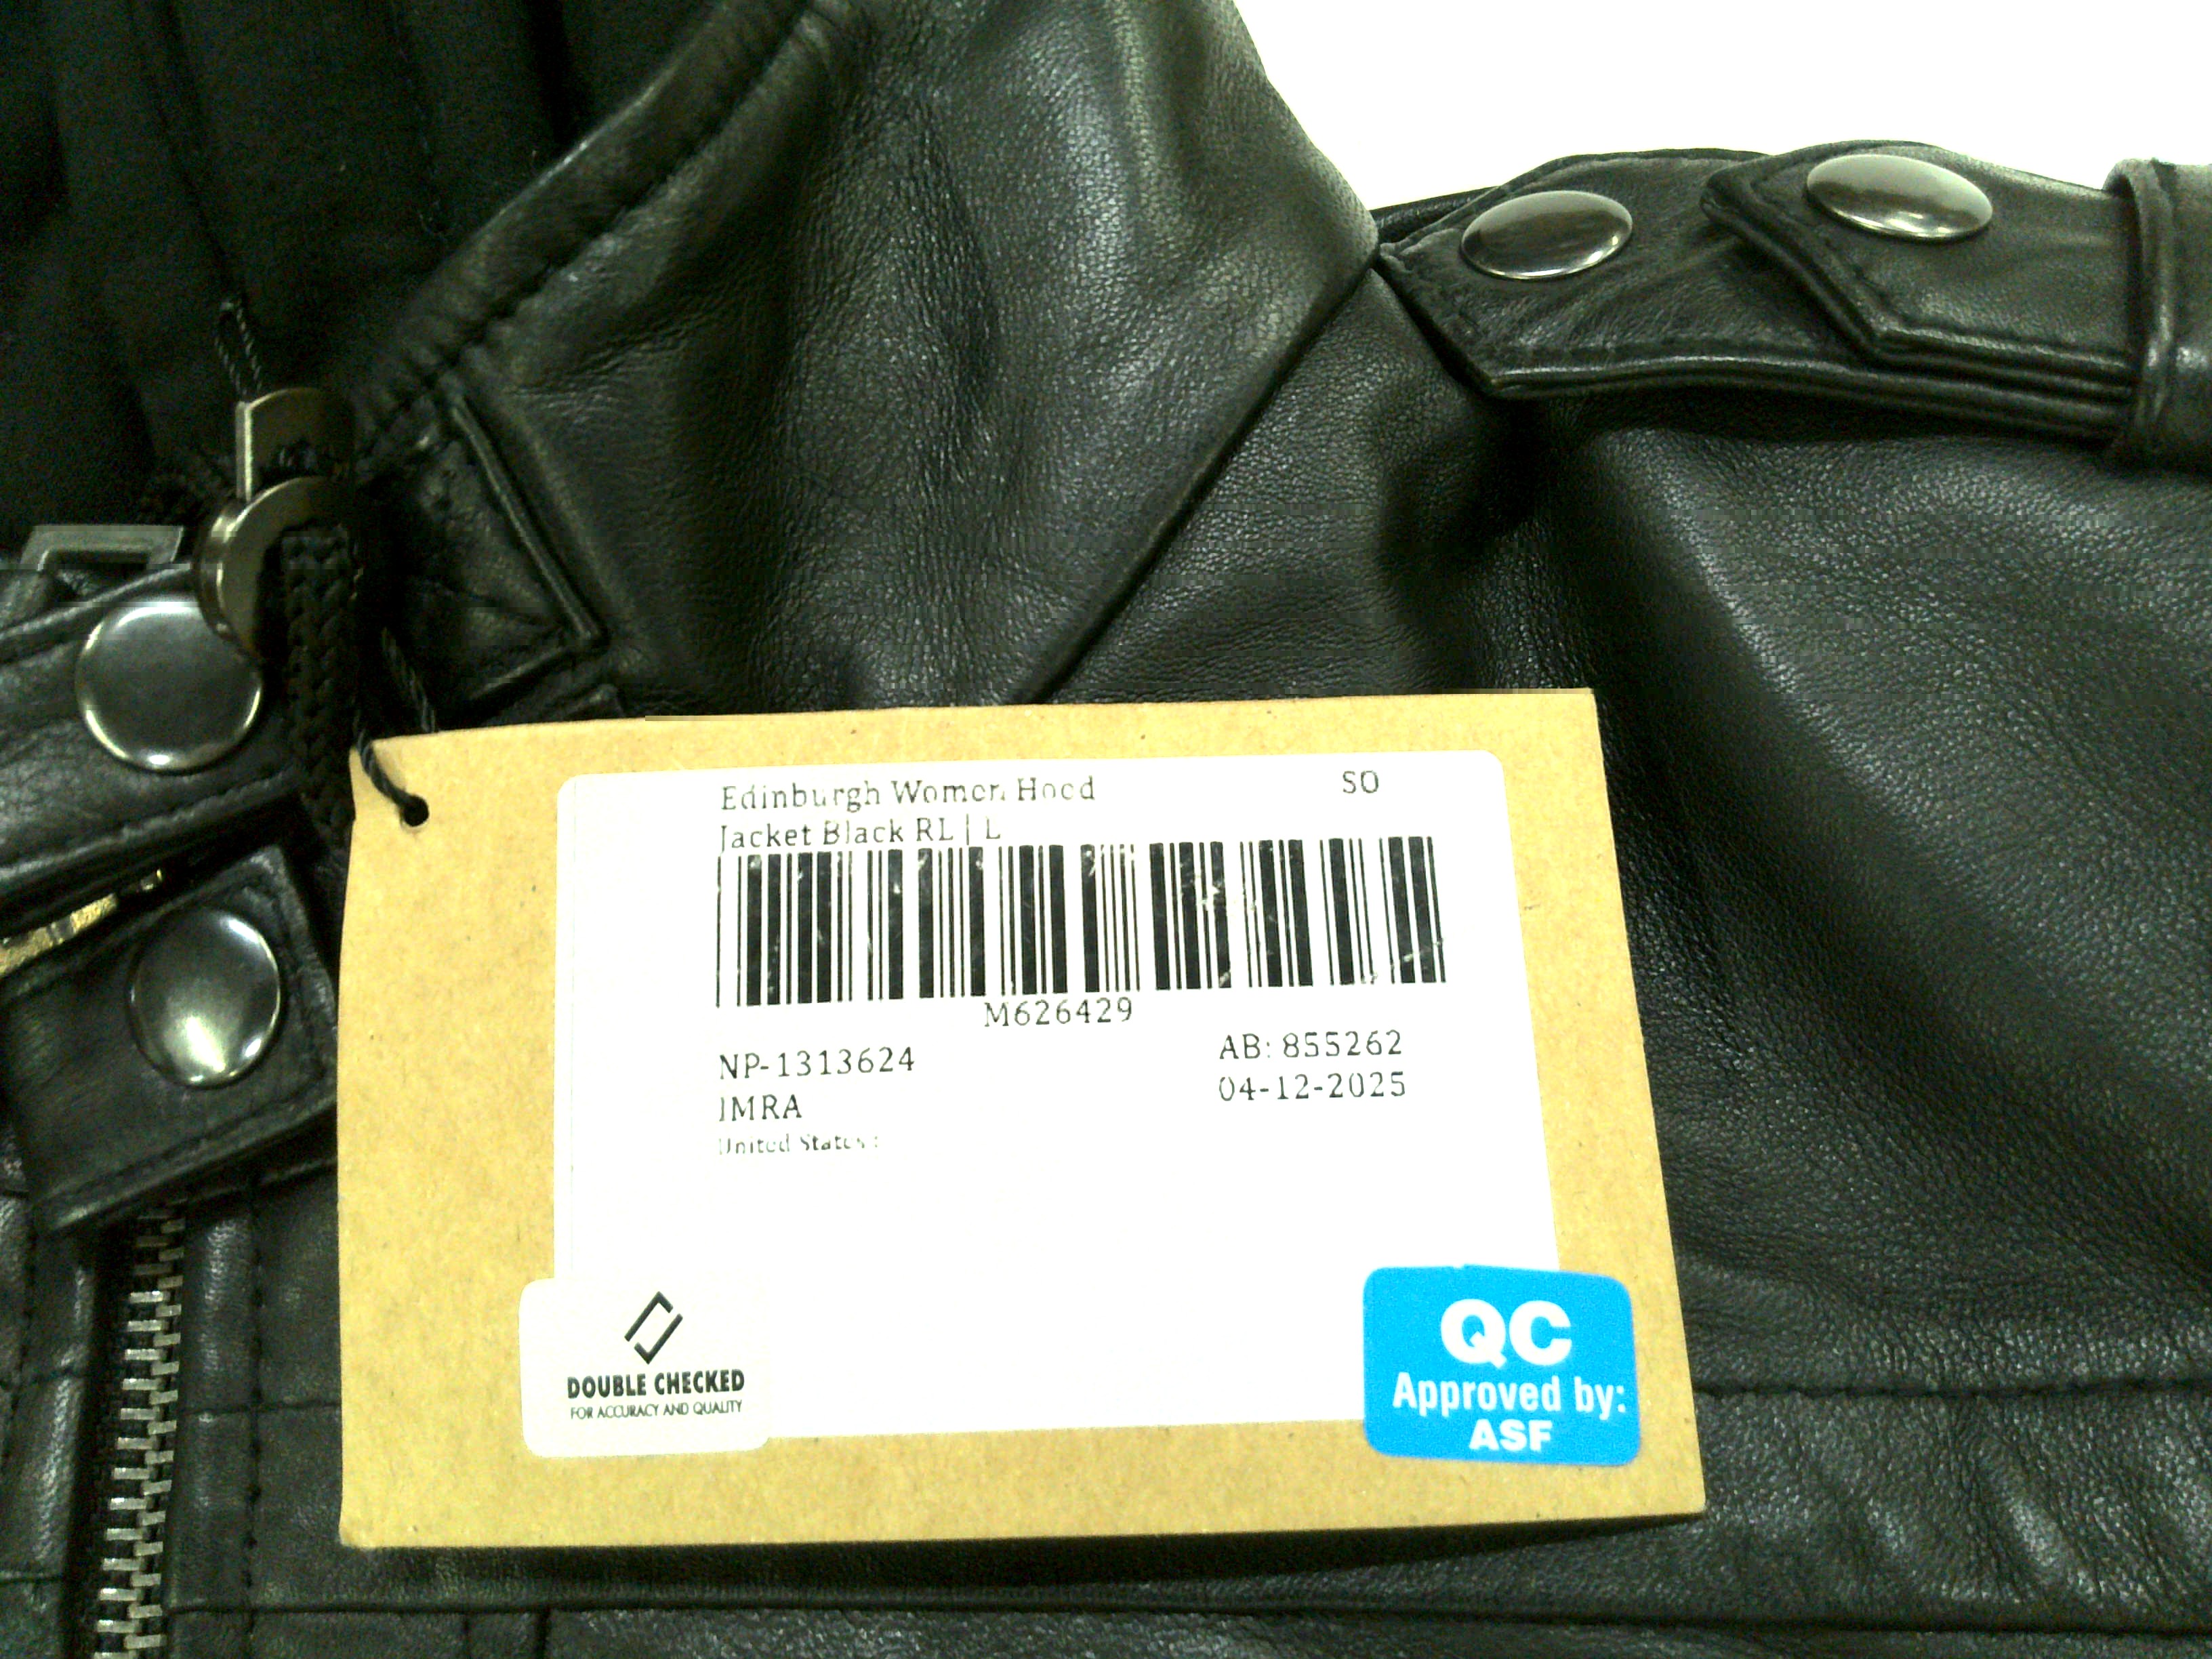 Edinburgh Women Hood SO
Jacket Black RL | L
M626429
NP-1313624 AB: 855262
IMRA 04-12-2025
United States :
DOUBLE CHECKED
FOR ACCURACY AND QUALITY
QC
Approved by:
ASF